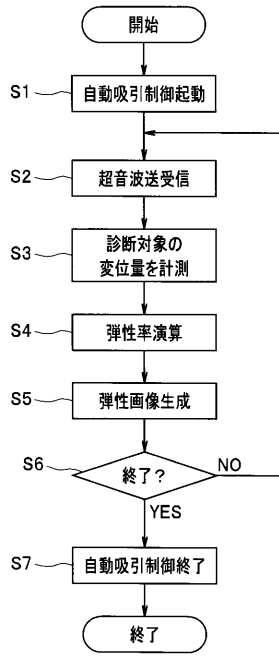 開始
S1 自動吸引制御起動
S2 超音波送受信
S3 診断対象の
変位量を計測
S4 弾性率演算
S5 弾性画像生成
S6 終了？ NO
YES
S7 自動吸引制御終了
終了